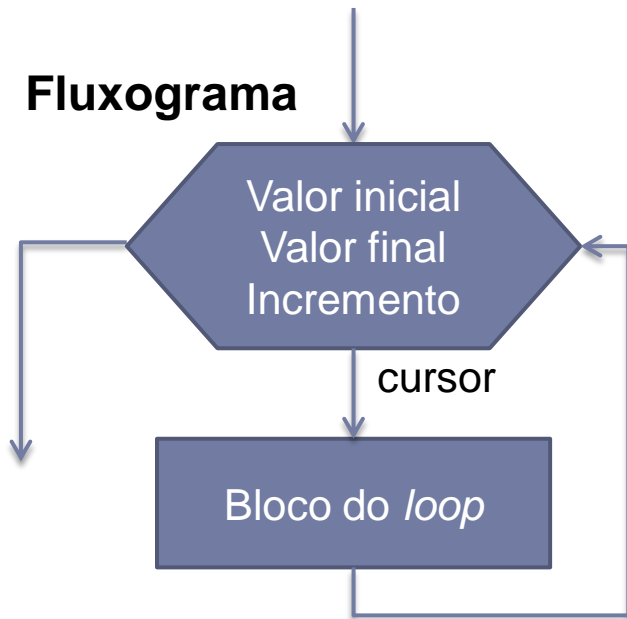 Fluxograma
Valor inicial
Valor final
Incremento
cursor
Bloco do loop